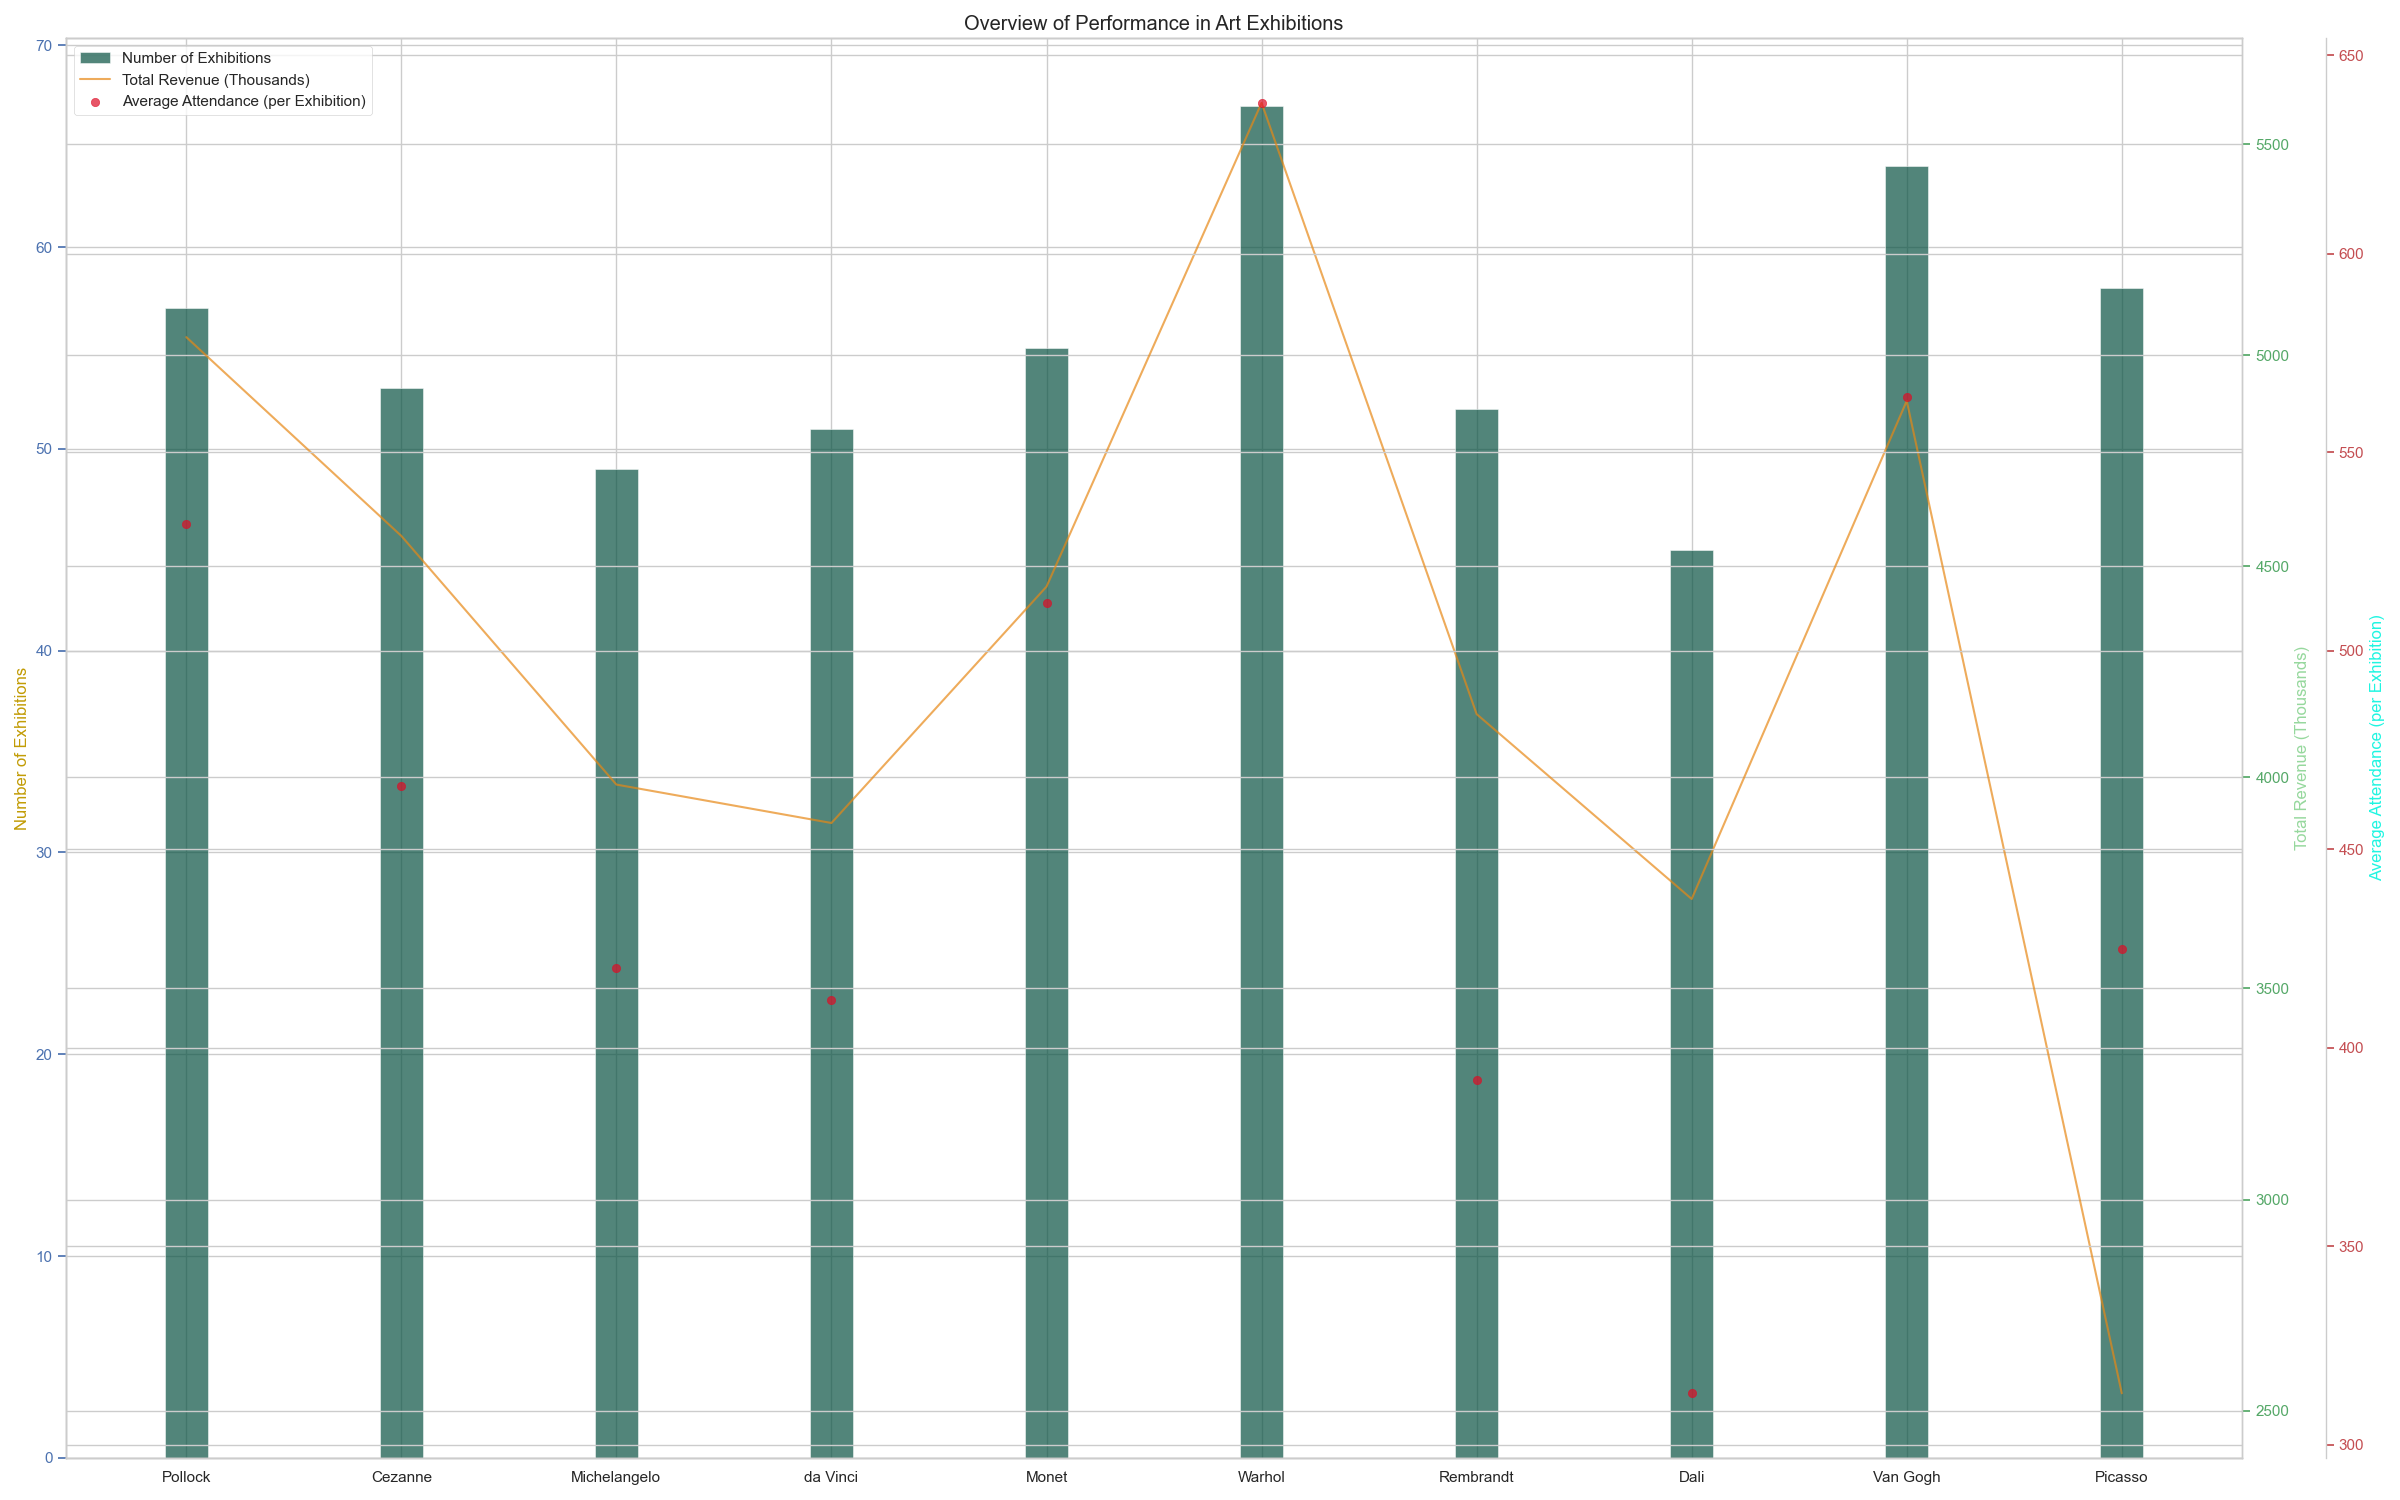 Overview of Performance in Art Exhibitions
Number of Exhibitions
Total Revenue (Thousands)
Average Attendance (per Exhibition)
70
60
50
40
30
20
10
0
Number of Exhibitions
5500
5000
4500
4000
3500
3000
2500
Total Revenue (Thousands)
650
600
550
500
450
400
350
300
Average Attendance (per Exhibition)
Pollock
Cezanne
Michelangelo
da Vinci
Monet
Warhol
Rembrandt
Dali
Van Gogh
Picasso